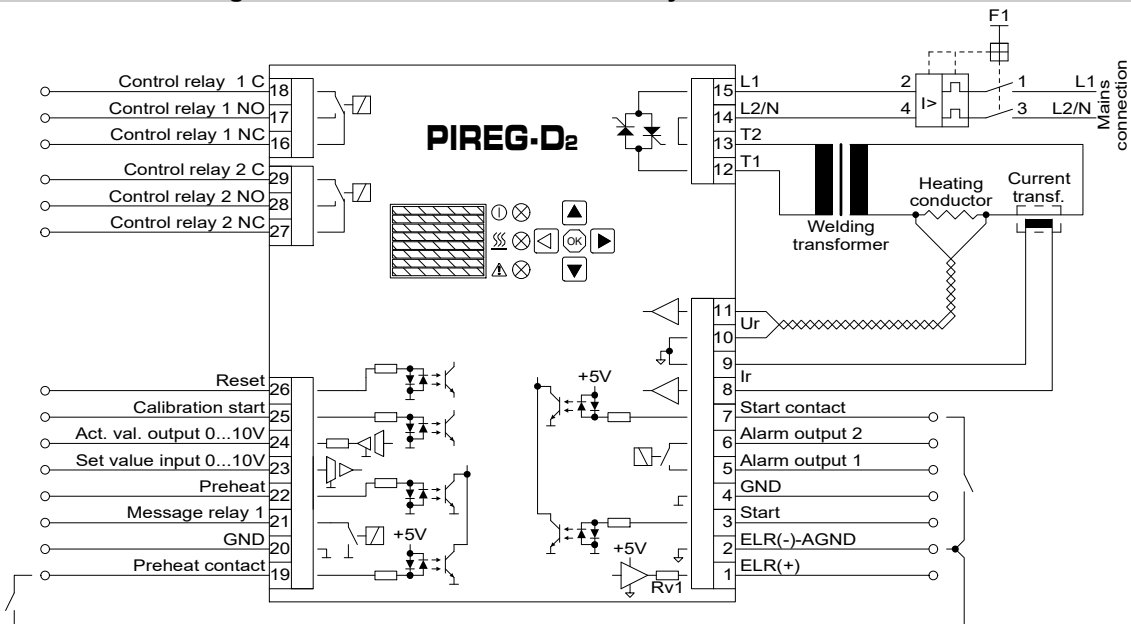 F1
Control relay 1 C
18
Control relay 1 NO
17
Control relay 1 NC
16
Control relay 2 C
29
Control relay 2 NO
28
Control relay 2 NC
27
PIREG-D2
OK
15
L1
14
L2/N
13
T2
12
T1
2
4
I>
1
3
L1
L2/N
Mains
connection
Welding
transformer
Heating
conductor
Current
transf.
11
Ur
10
9
Ir
8
Reset
26
Calibration start
25
Act. val. output 0...10V
24
Set value input 0...10V
23
Preheat
22
Message relay 1
21
GND
20
Preheat contact
19
+5V
+5V
+5V
Rv1
7
Start contact
6
Alarm output 2
5
Alarm output 1
4
GND
3
Start
2
ELR(-)-AGND
1
ELR(+)